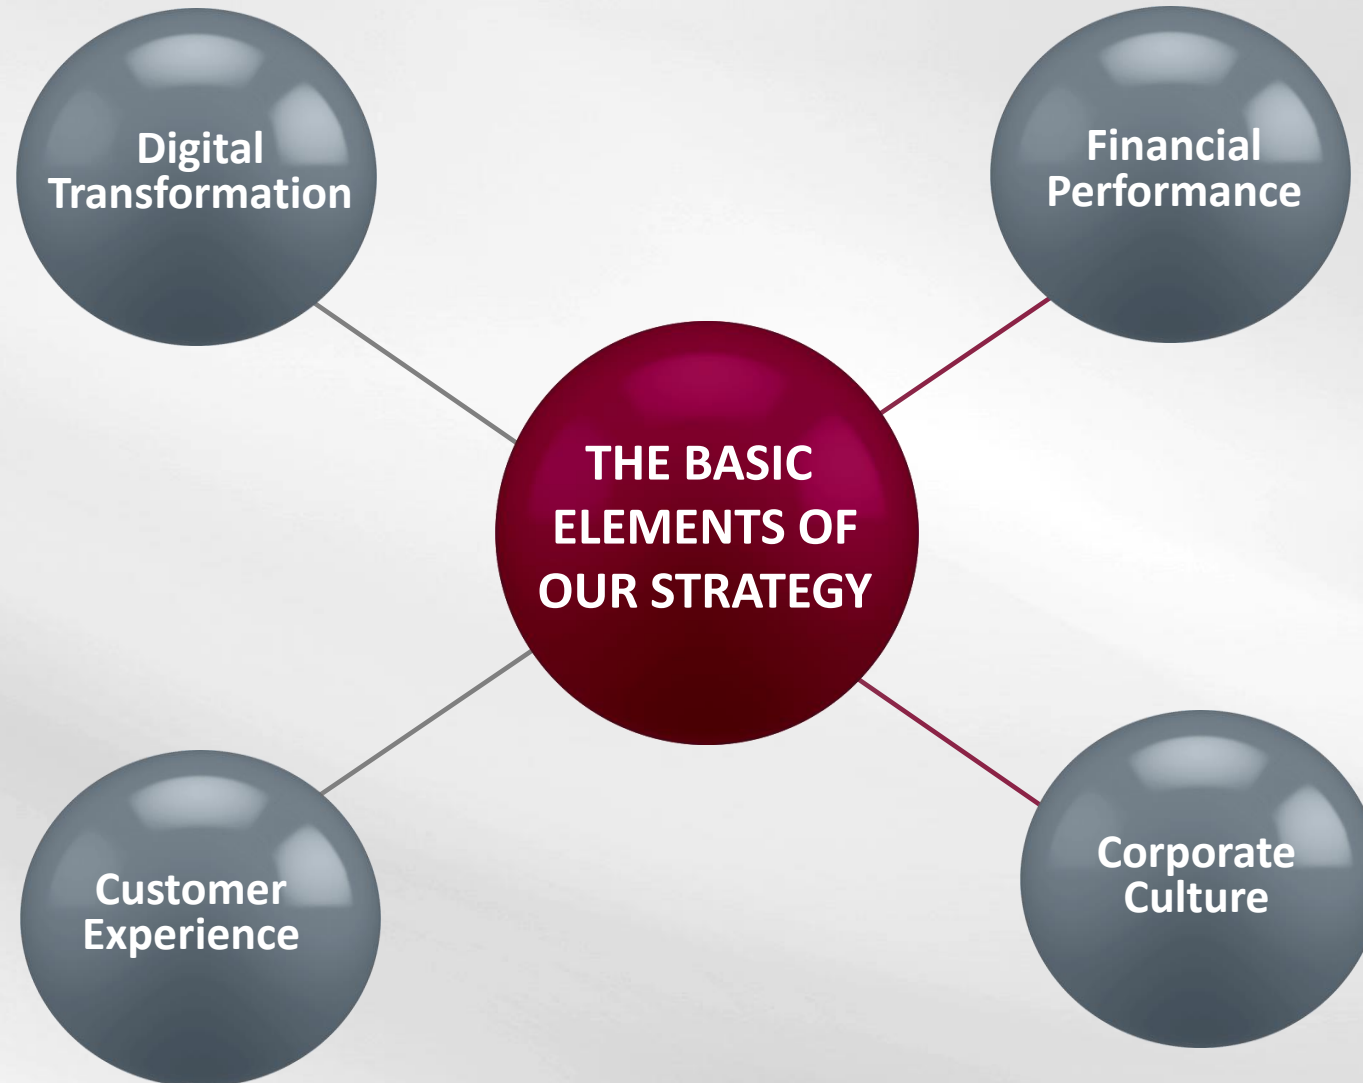 Digital
Transformation
Financial
Performance
THE BASIC
ELEMENTS OF
OUR STRATEGY
Customer
Experience
Corporate
Culture